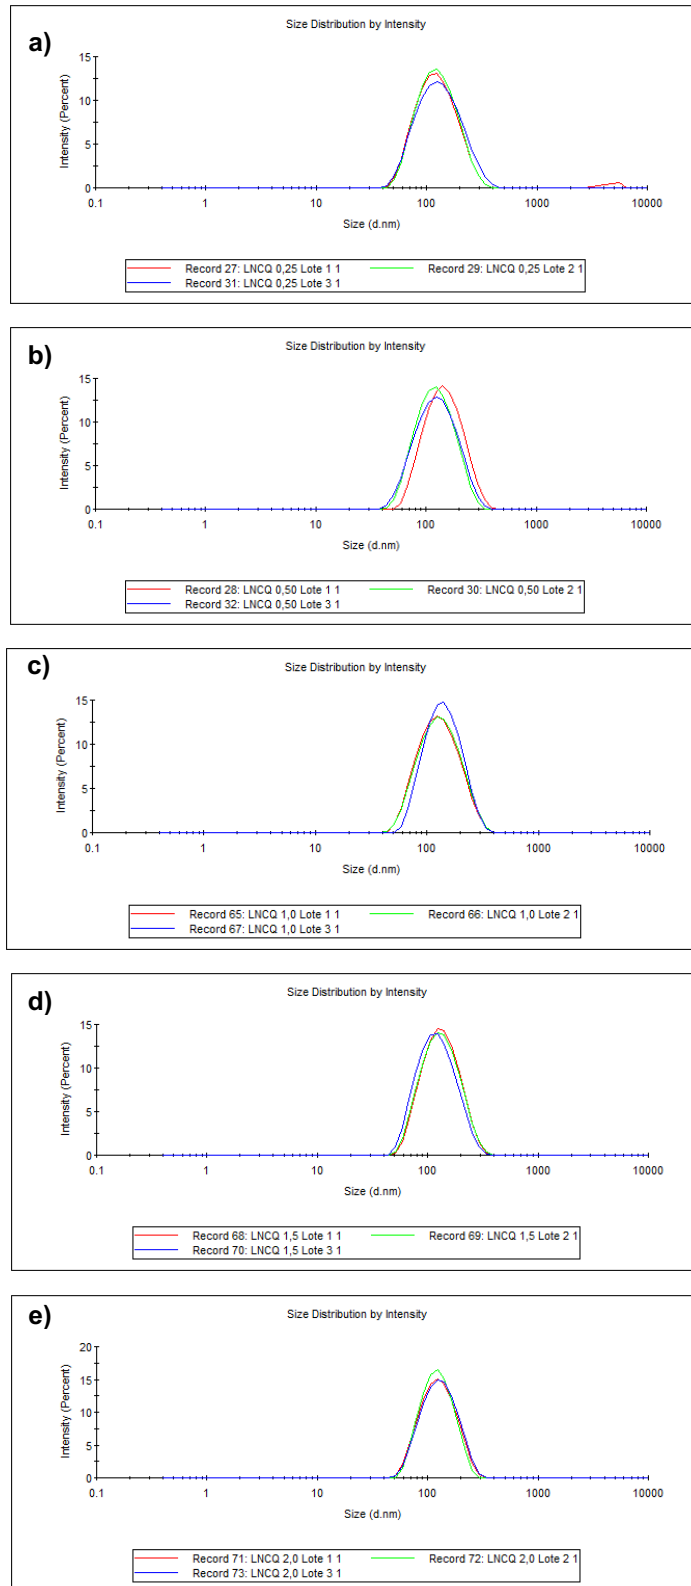 a)
Size Distribution by Intensity
Intensity (Percent)
15
10
5
0
0.1 1 10 100 1000 10000
Size (d.nm)
Record 27: LNCQ 0,25 Lote 1 1 Record 29: LNCQ 0,25 Lote 2 1
Record 31: LNCQ 0,25 Lote 3 1
b)
Size Distribution by Intensity
Intensity (Percent)
15
10
5
0
0.1 1 10 100 1000 10000
Size (d.nm)
Record 28: LNCQ 0,50 Lote 1 1 Record 30: LNCQ 0,50 Lote 2 1
Record 32: LNCQ 0,50 Lote 3 1
c)
Size Distribution by Intensity
Intensity (Percent)
15
10
5
0
0.1 1 10 100 1000 10000
Size (d.nm)
Record 65: LNCQ 1,0 Lote 1 1 Record 66: LNCQ 1,0 Lote 2 1
Record 67: LNCQ 1,0 Lote 3 1
d)
Size Distribution by Intensity
Intensity (Percent)
15
10
5
0
0.1 1 10 100 1000 10000
Size (d.nm)
Record 68: LNCQ 1,5 Lote 1 1 Record 69: LNCQ 1,5 Lote 2 1
Record 70: LNCQ 1,5 Lote 3 1
e)
Size Distribution by Intensity
Intensity (Percent)
20
15
10
5
0
0.1 1 10 100 1000 10000
Size (d.nm)
Record 71: LNCQ 2,0 Lote 1 1 Record 72: LNCQ 2,0 Lote 2 1
Record 73: LNCQ 2,0 Lote 3 1